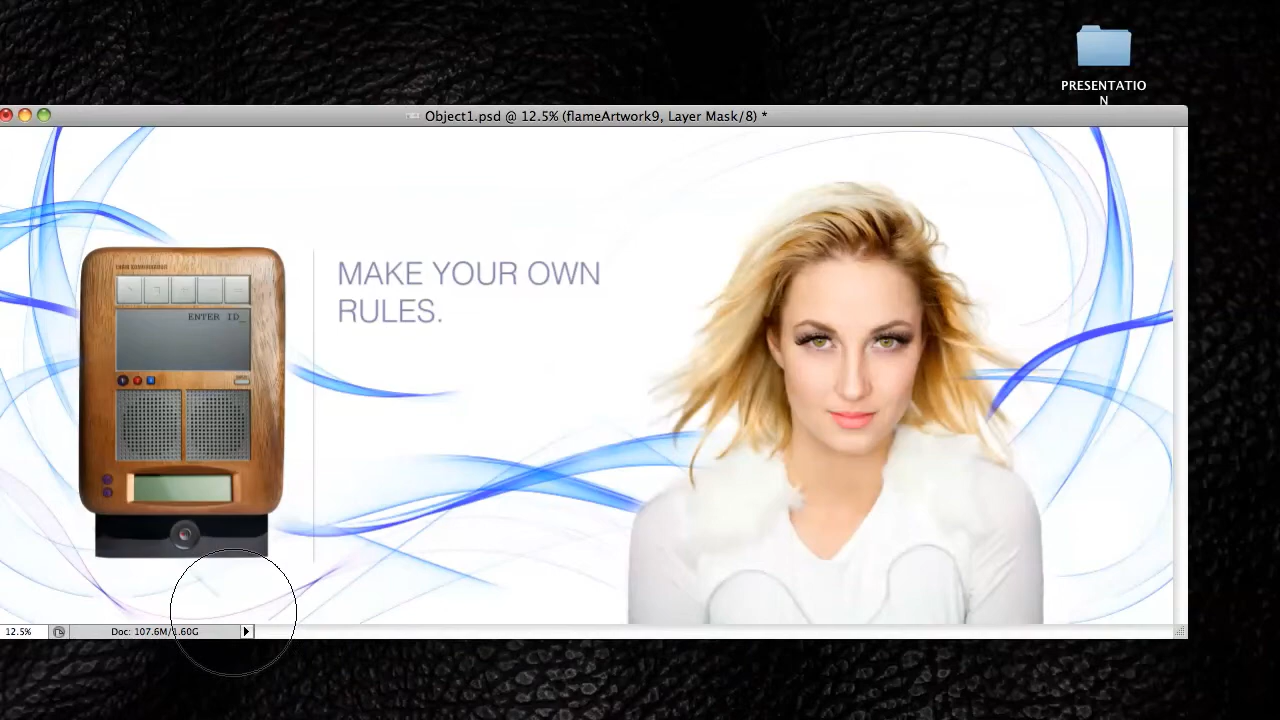 PRESENTATIO
N
Object1.psd @ 12.5% (flameArtwork9, Layer Mask/8) *
MAKE YOUR OWN
RULES.
ENTER ID_
12.5%
Doc: 107.6M/1.60G